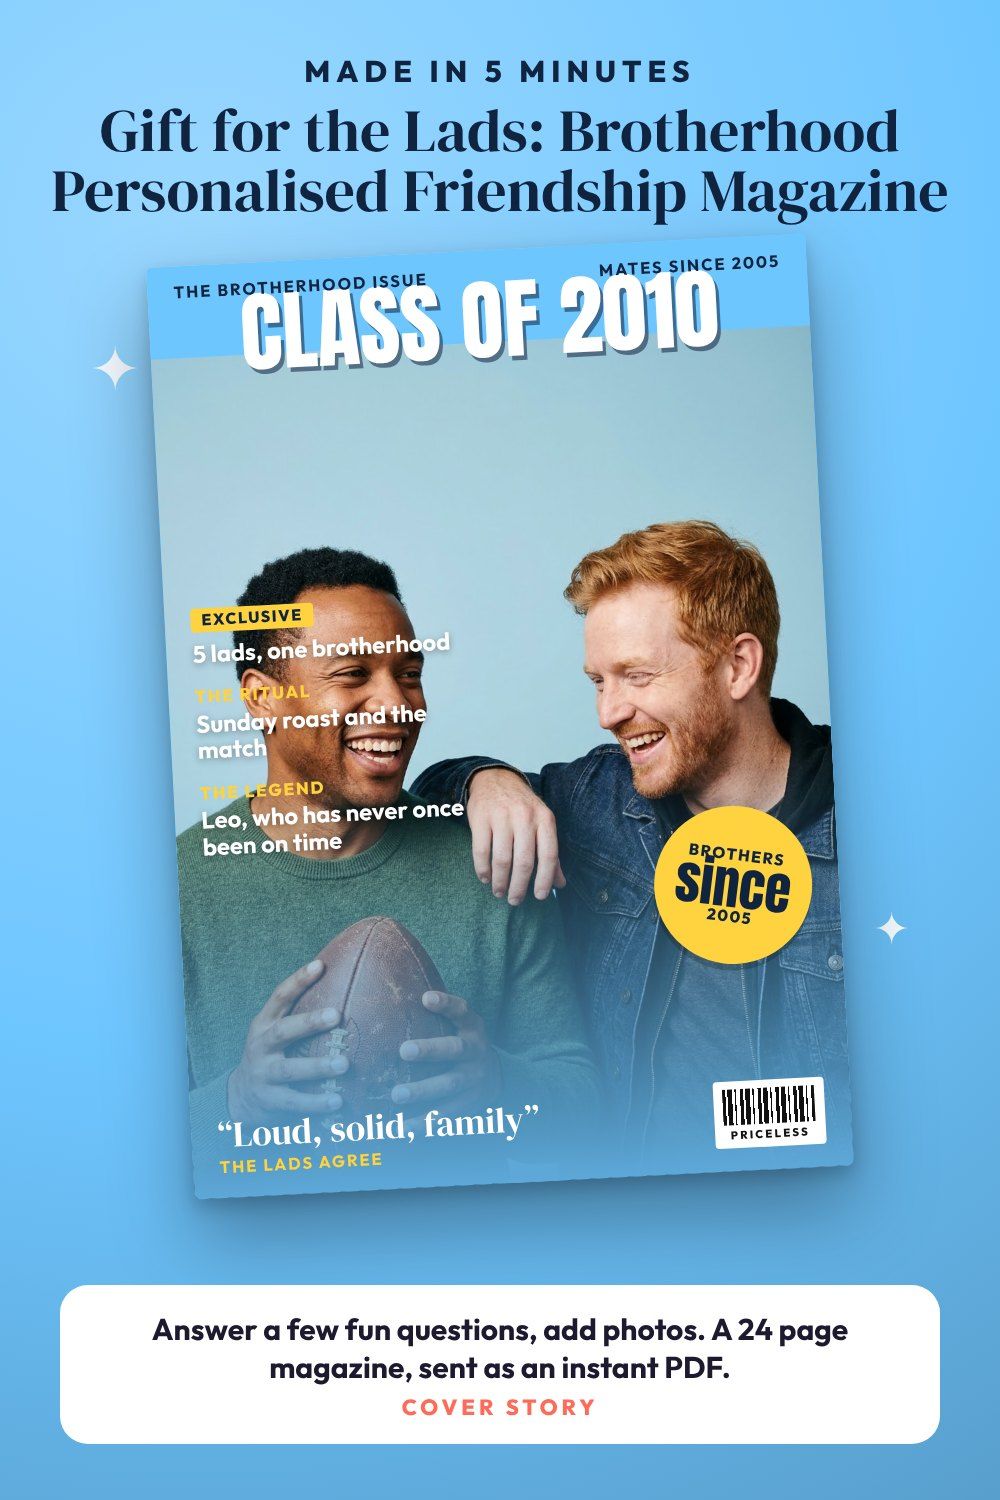 MADE IN 5 MINUTES
Gift for the Lads: Brotherhood
Personalised Friendship Magazine
THE BROTHERHOOD ISSUE
MATES SINCE 2005
CLASS OF 2010
EXCLUSIVE
5 lads, one brotherhood
THE RITUAL
Sunday roast and the
match
THE LEGEND
Leo, who has never once
been on time
BROTHERS
since
2005
“Loud, solid, family”
THE LADS AGREE
PRICELESS
Answer a few fun questions, add photos. A 24 page
magazine, sent as an instant PDF.
COVER STORY